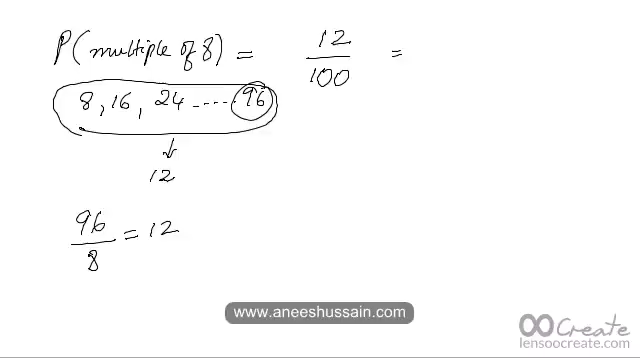 P(multiple of 8) = 12/100 =
8, 16, 24 ..... 96
↓
12
96/8 = 12
www.aneeshussain.com
Create
lensoocreate.com